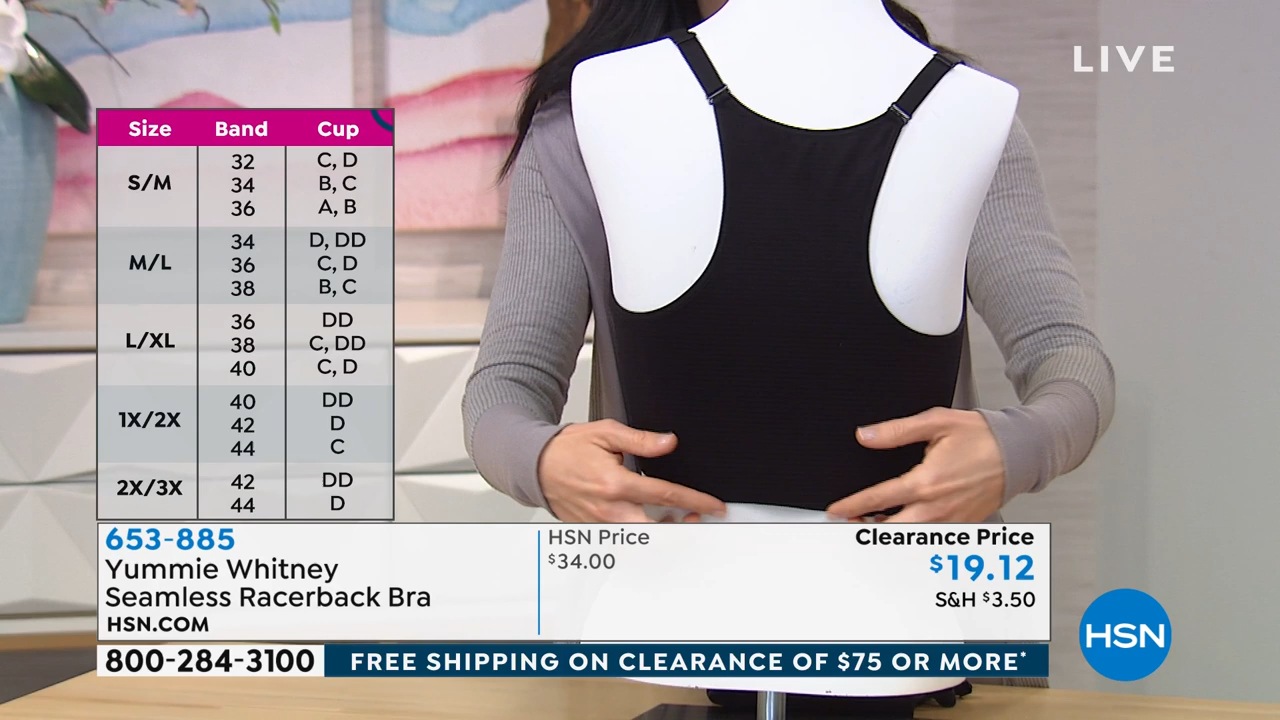 LIVE
Size Band Cup
S/M
32 C, D
34 B, C
36 A, B
M/L
34 D, DD
36 C, D
38 B, C
L/XL
36 DD
38 C, DD
40 C, D
1X/2X
40 DD
42 D
44 C
2X/3X
42 DD
44 D
653-885
Yummie Whitney
Seamless Racerback Bra
HSN.COM
HSN Price
$34.00
Clearance Price
$19.12
S&H $3.50
HSN
800-284-3100 FREE SHIPPING ON CLEARANCE OF $75 OR MORE*